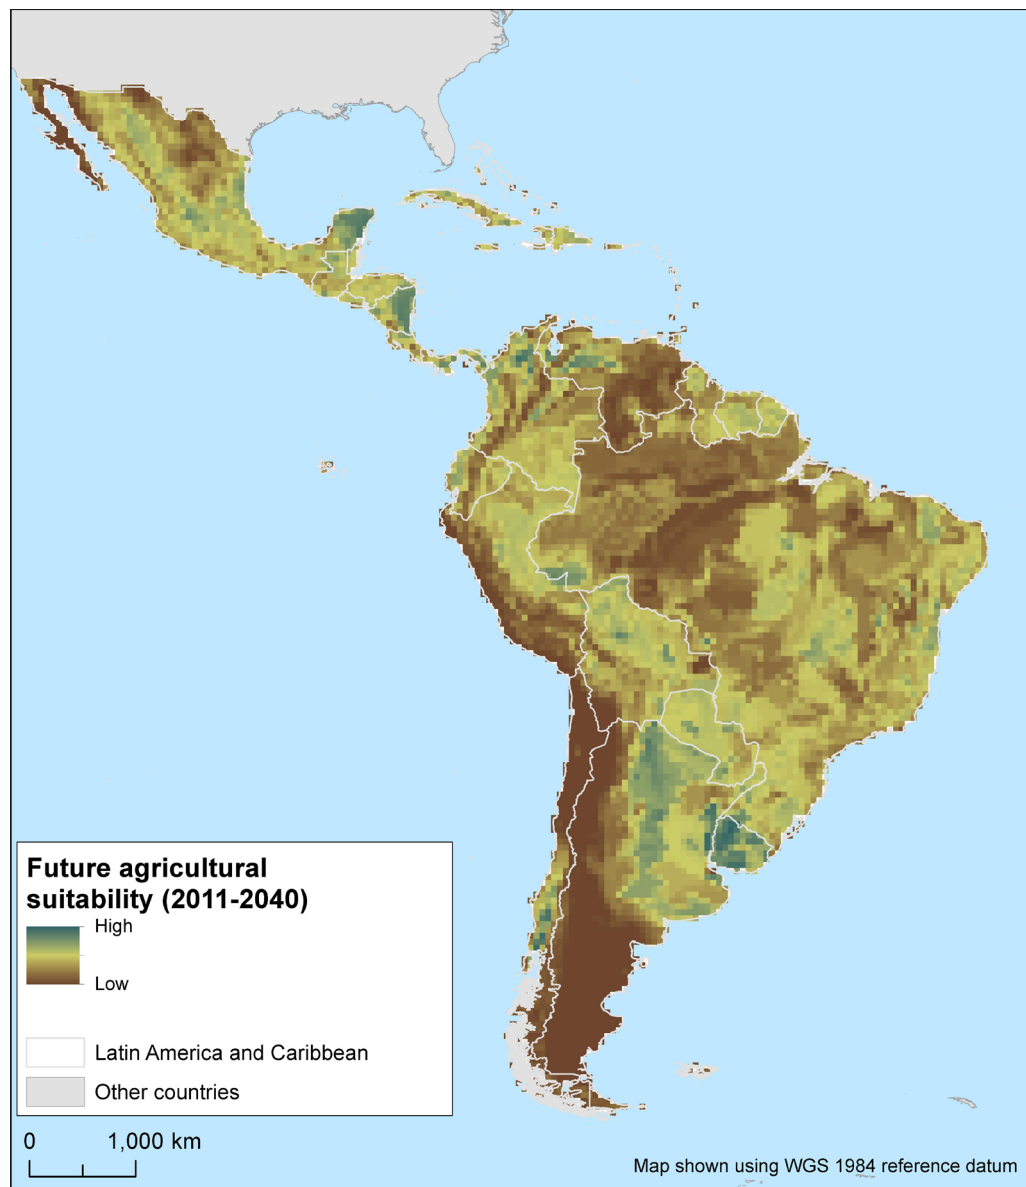 Future agricultural
suitability (2011-2040)
High
Low
Latin America and Caribbean
Other countries
0 1,000 km
Map shown using WGS 1984 reference datum